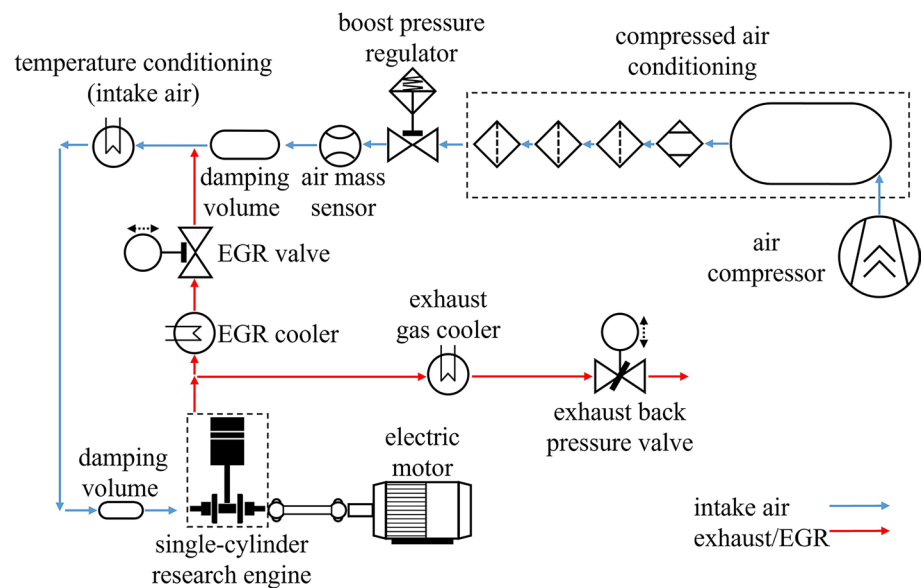 boost pressure
regulator
compressed air
conditioning
temperature conditioning
(intake air)
damping
volume
air mass
sensor
air
compressor
EGR valve
exhaust
gas cooler
EGR cooler
exhaust back
pressure valve
electric
motor
damping
volume
single-cylinder
research engine
intake air
exhaust/EGR